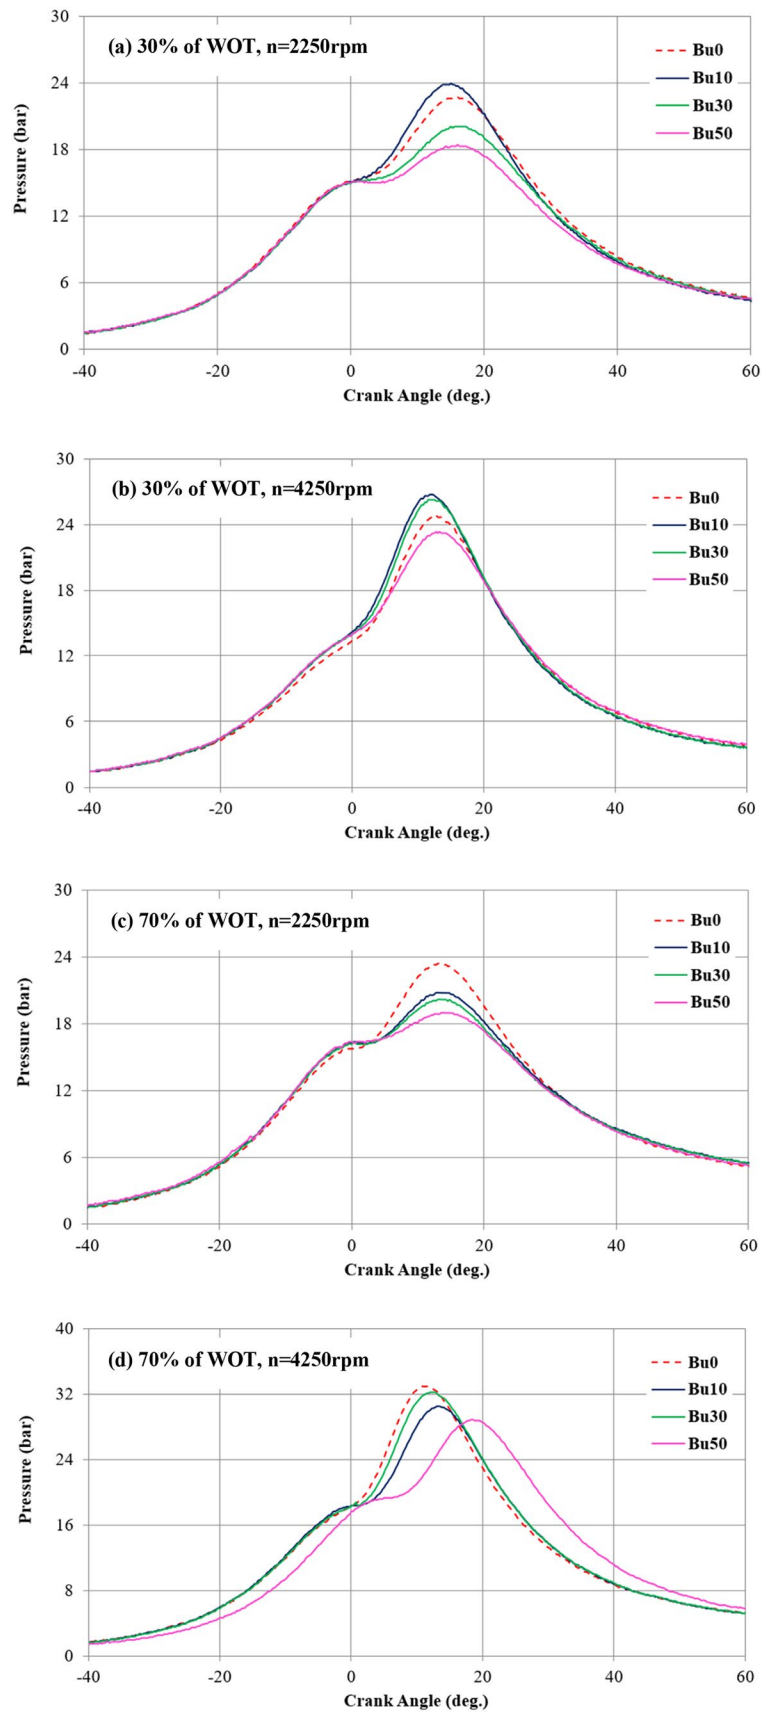 (a) 30% of WOT, n=2250rpm
Bu0
Bu10
Bu30
Bu50
Pressure (bar)
30
24
18
12
6
0
-40 -20 0 20 40 60
Crank Angle (deg.)
(b) 30% of WOT, n=4250rpm
Bu0
Bu10
Bu30
Bu50
Pressure (bar)
30
24
18
12
6
0
-40 -20 0 20 40 60
Crank Angle (deg.)
(c) 70% of WOT, n=2250rpm
Bu0
Bu10
Bu30
Bu50
Pressure (bar)
30
24
18
12
6
0
-40 -20 0 20 40 60
Crank Angle (deg.)
(d) 70% of WOT, n=4250rpm
Bu0
Bu10
Bu30
Bu50
Pressure (bar)
40
32
24
16
8
0
-40 -20 0 20 40 60
Crank Angle (deg.)